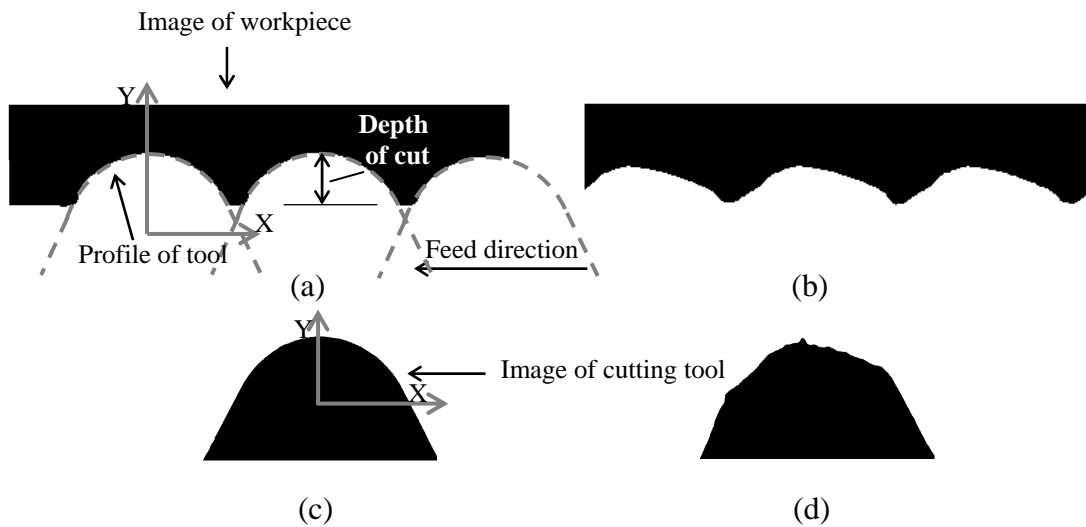 Image of workpiece
Y
Depth
of cut
X
Profile of tool
Feed direction
(a)
(b)
Y
Image of cutting tool
X
(c)
(d)